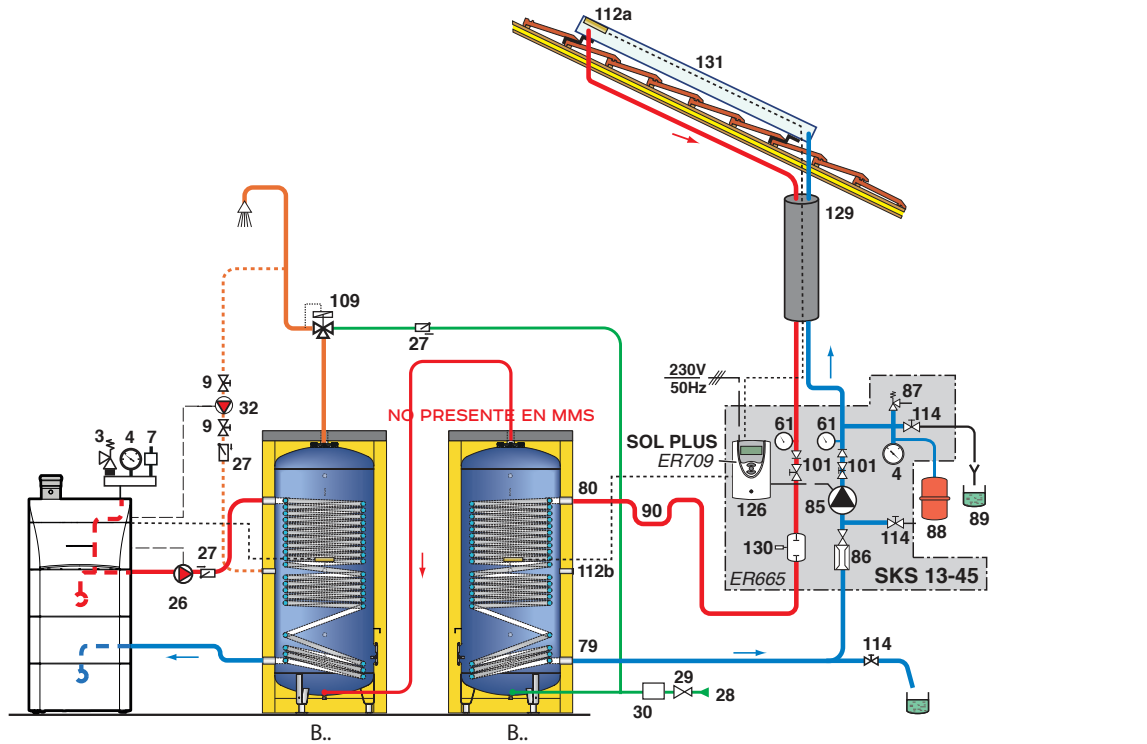 112a
131
129
109
27
9
32
9
27
3 4 7
NO PRESENTE EN MMS
230V
50Hz
87
114
61
61
SOL PLUS
ER709
101
101
4
80
90
126
85
88
89
27
26
112b
130
86
114
ER665
SKS 13-45
79
114
29
28
30
B..
B..